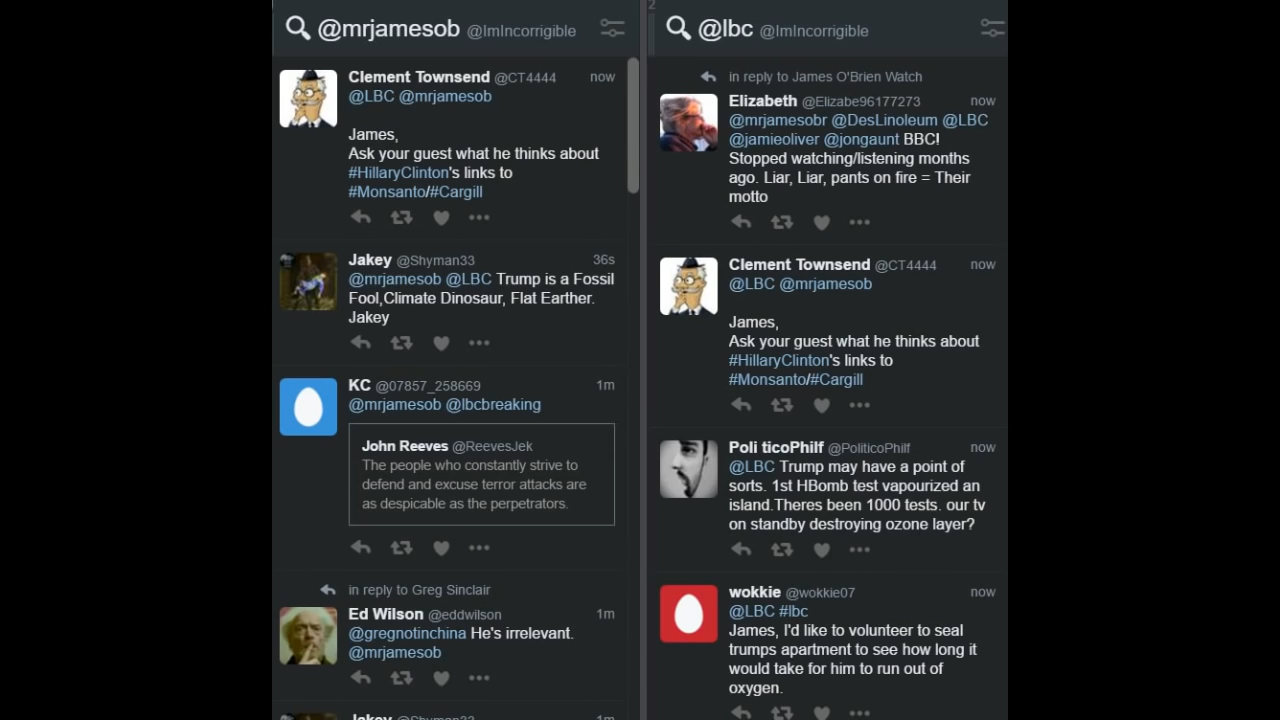 @mrjamesob @ImIncorrigible
Clement Townsend @CT4444 now
@LBC @mrjamesob
James,
Ask your guest what he thinks about
#HillaryClinton's links to
#Monsanto/#Cargill
Jakey @Shyman33 36s
@mrjamesob @LBC Trump is a Fossil
Fool,Climate Dinosaur, Flat Earther.
Jakey
KC @07857_258669 1m
@mrjamesob @lbcbreaking
John Reeves @ReevesJek
The people who constantly strive to
defend and excuse terror attacks are
as despicable as the perpetrators.
in reply to Greg Sinclair
Ed Wilson @eddwilson 1m
@gregnotinchina He's irrelevant.
@mrjamesob
Jakey @Shyman33 1m
2
@lbc @ImIncorrigible
in reply to James O'Brien Watch
Elizabeth @Elizabe96177273 now
@mrjamesobr @DesLinoleum @LBC
@jamieoliver @jongaunt BBC!
Stopped watching/listening months
ago. Liar, Liar, pants on fire = Their
motto
Clement Townsend @CT4444 now
@LBC @mrjamesob
James,
Ask your guest what he thinks about
#HillaryClinton's links to
#Monsanto/#Cargill
Poli ticoPhilf @PoliticoPhilf now
@LBC Trump may have a point of
sorts. 1st HBomb test vapourized an
island.Theres been 1000 tests. our tv
on standby destroying ozone layer?
wokkie @wokkie07 now
@LBC #lbc
James, I'd like to volunteer to seal
trumps apartment to see how long it
would take for him to run out of
oxygen.